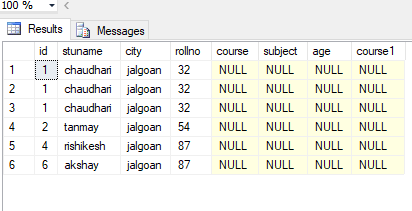 100 %
Results Messages
id stuname city rollno course subject age course1
1 1 chaudhari jalgoan 32 NULL NULL NULL NULL
2 1 chaudhari jalgoan 32 NULL NULL NULL NULL
3 1 chaudhari jalgoan 32 NULL NULL NULL NULL
4 2 tanmay jalgoan 54 NULL NULL NULL NULL
5 4 rishikesh jalgoan 87 NULL NULL NULL NULL
6 6 akshay jalgoan 87 NULL NULL NULL NULL